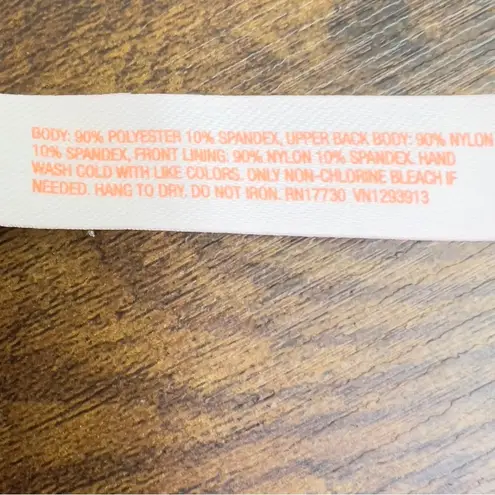 BODY: 90% POLYESTER 10% SPANDEX, UPPER BACK BODY: 90% NYLON
10% SPANDEX, FRONT LINING: 90% NYLON 10% SPANDEX. HAND
WASH COLD WITH LIKE COLORS. ONLY NON-CHLORINE BLEACH IF
NEEDED. HANG TO DRY. DO NOT IRON. RN17730 VN1293913